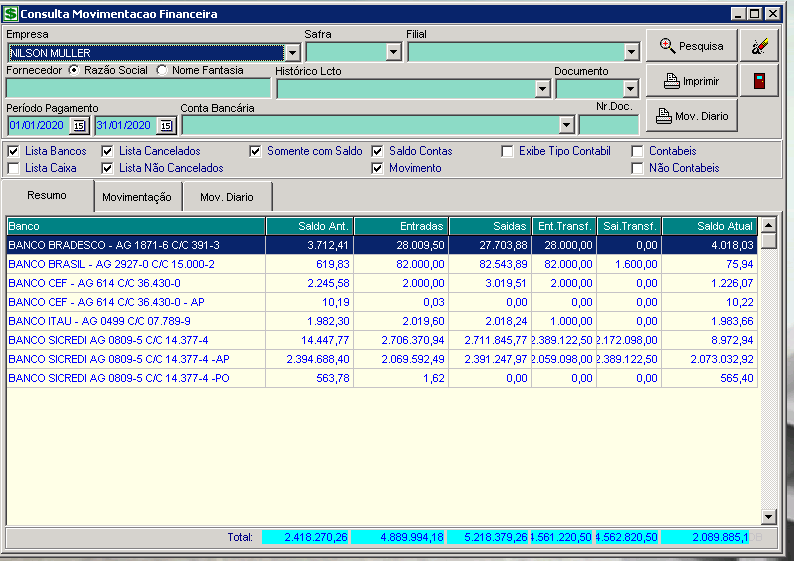 Consulta Movimentacao Financeira
Empresa Safra Filial
NILSON MULLER
Pesquisa
Fornecedor Razão Social Nome Fantasia Histórico Lcto Documento
Imprimir
Período Pagamento Conta Bancária Nr.Doc.
01/01/2020 15 31/01/2020 15
Mov. Diario
Lista Bancos Lista Cancelados Somente com Saldo Saldo Contas Exibe Tipo Contabil Contabeis
Lista Caixa Lista Não Cancelados Movimento Não Contabeis
Resumo Movimentação Mov. Diario
Banco Saldo Ant. Entradas Saidas Ent.Transf. Sai.Transf. Saldo Atual
BANCO BRADESCO - AG 1871-6 C/C 391-3 3.712,41 28.009,50 27.703,88 28.000,00 0,00 4.018,03
BANCO BRASIL - AG 2927-0 C/C 15.000-2 619,83 82.000,00 82.543,89 82.000,00 1.600,00 75,94
BANCO CEF - AG 614 C/C 36.430-0 2.245,58 2.000,00 3.019,51 2.000,00 0,00 1.226,07
BANCO CEF - AG 614 C/C 36.430-0 - AP 10,19 0,03 0,00 0,00 0,00 10,22
BANCO ITAU - AG 0499 C/C 07.789-9 1.982,30 2.019,60 2.018,24 1.000,00 0,00 1.983,66
BANCO SICREDI AG 0809-5 C/C 14.377-4 14.447,77 2.706.370,94 2.711.845,77 2.389.122,50 2.172.098,00 8.972,94
BANCO SICREDI AG 0809-5 C/C 14.377-4 -AP 2.394.688,40 2.069.592,49 2.391.247,97 2.059.098,00 2.389.122,50 2.073.032,92
BANCO SICREDI AG 0809-5 C/C 14.377-4 -PO 563,78 1,62 0,00 0,00 0,00 565,40
Total: 2.418.270,26 4.889.994,18 5.218.379,26 4.561.220,50 4.562.820,50 2.089.885,1